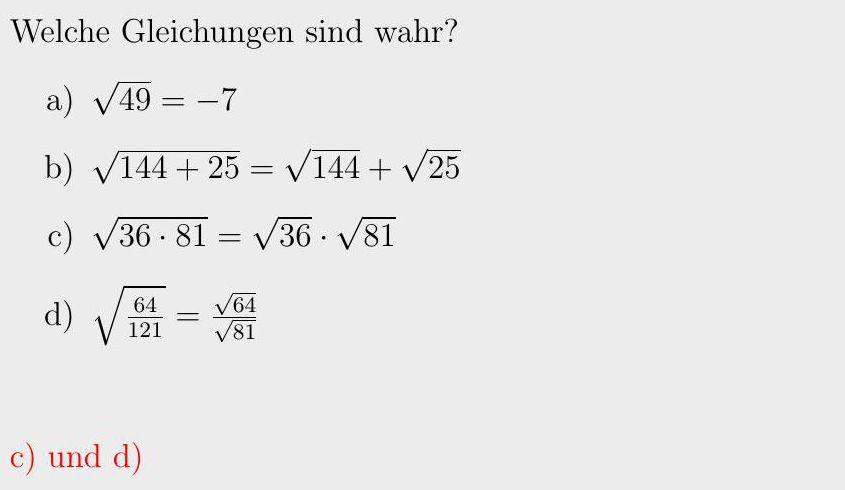 Welche Gleichungen sind wahr?
a) √49 = −7
b) √(144 + 25) = √144 + √25
c) √(36 · 81) = √36 · √81
d) √(64/121) = √64/√81
c) und d)